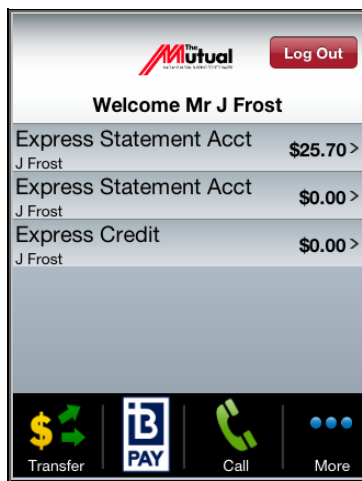 The
Mutual
Log Out
Welcome Mr J Frost
Express Statement Acct
J Frost
$25.70 >
Express Statement Acct
J Frost
$0.00 >
Express Credit
J Frost
$0.00 >
$
B
PAY
Transfer
Call
More